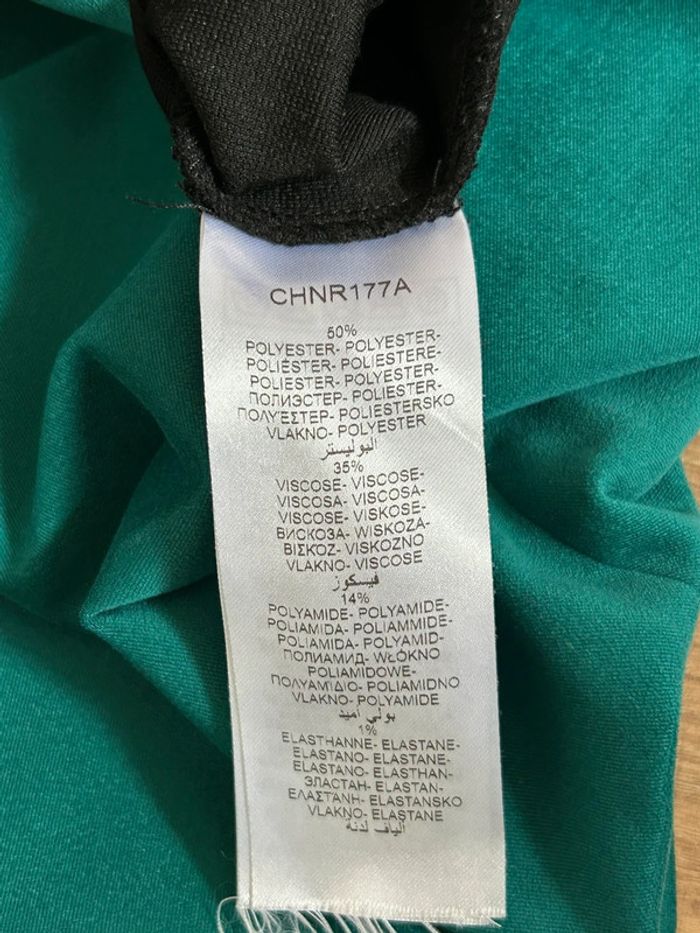 CHNR177A
50%
POLYESTER- POLYESTER-
POLIÉSTER- POLIESTERE-
POLIESTER- POLYESTER-
ПОЛИЭСТЕР- POLIESTER-
ΠΟΛΥΕΣΤΕΡ- POLIESTERSKO
VLAKNO- POLYESTER
البوليستر
35%
VISCOSE- VISCOSE-
VISCOSA- VISCOSA-
VISCOSE- VISKOSE-
ВИСКОЗА- WISKOZA-
ΒΙΣΚΟΖ- VISKOZNO
VLAKNO- VISCOSE
فيسكوز
14%
POLYAMIDE- POLYAMIDE-
POLIAMIDA- POLIAMMIDE-
POLIAMIDA- POLYAMID-
ПОЛИАМИД- WŁÓKNO
POLIAMIDOWE-
ΠΟΛΥΑΜΙΔΙΟ- POLIAMIDNO
VLAKNO- POLYAMIDE
بولي أميد
1%
ELASTHANNE- ELASTANE-
ELASTANO- ELASTANE-
ELASTANO- ELASTHAN-
ЭЛАСТАН- ELASTAN-
ΕΛΑΣΤΑΝΗ- ELASTANSKO
VLAKNO- ELASTANE
ألياف لدنة